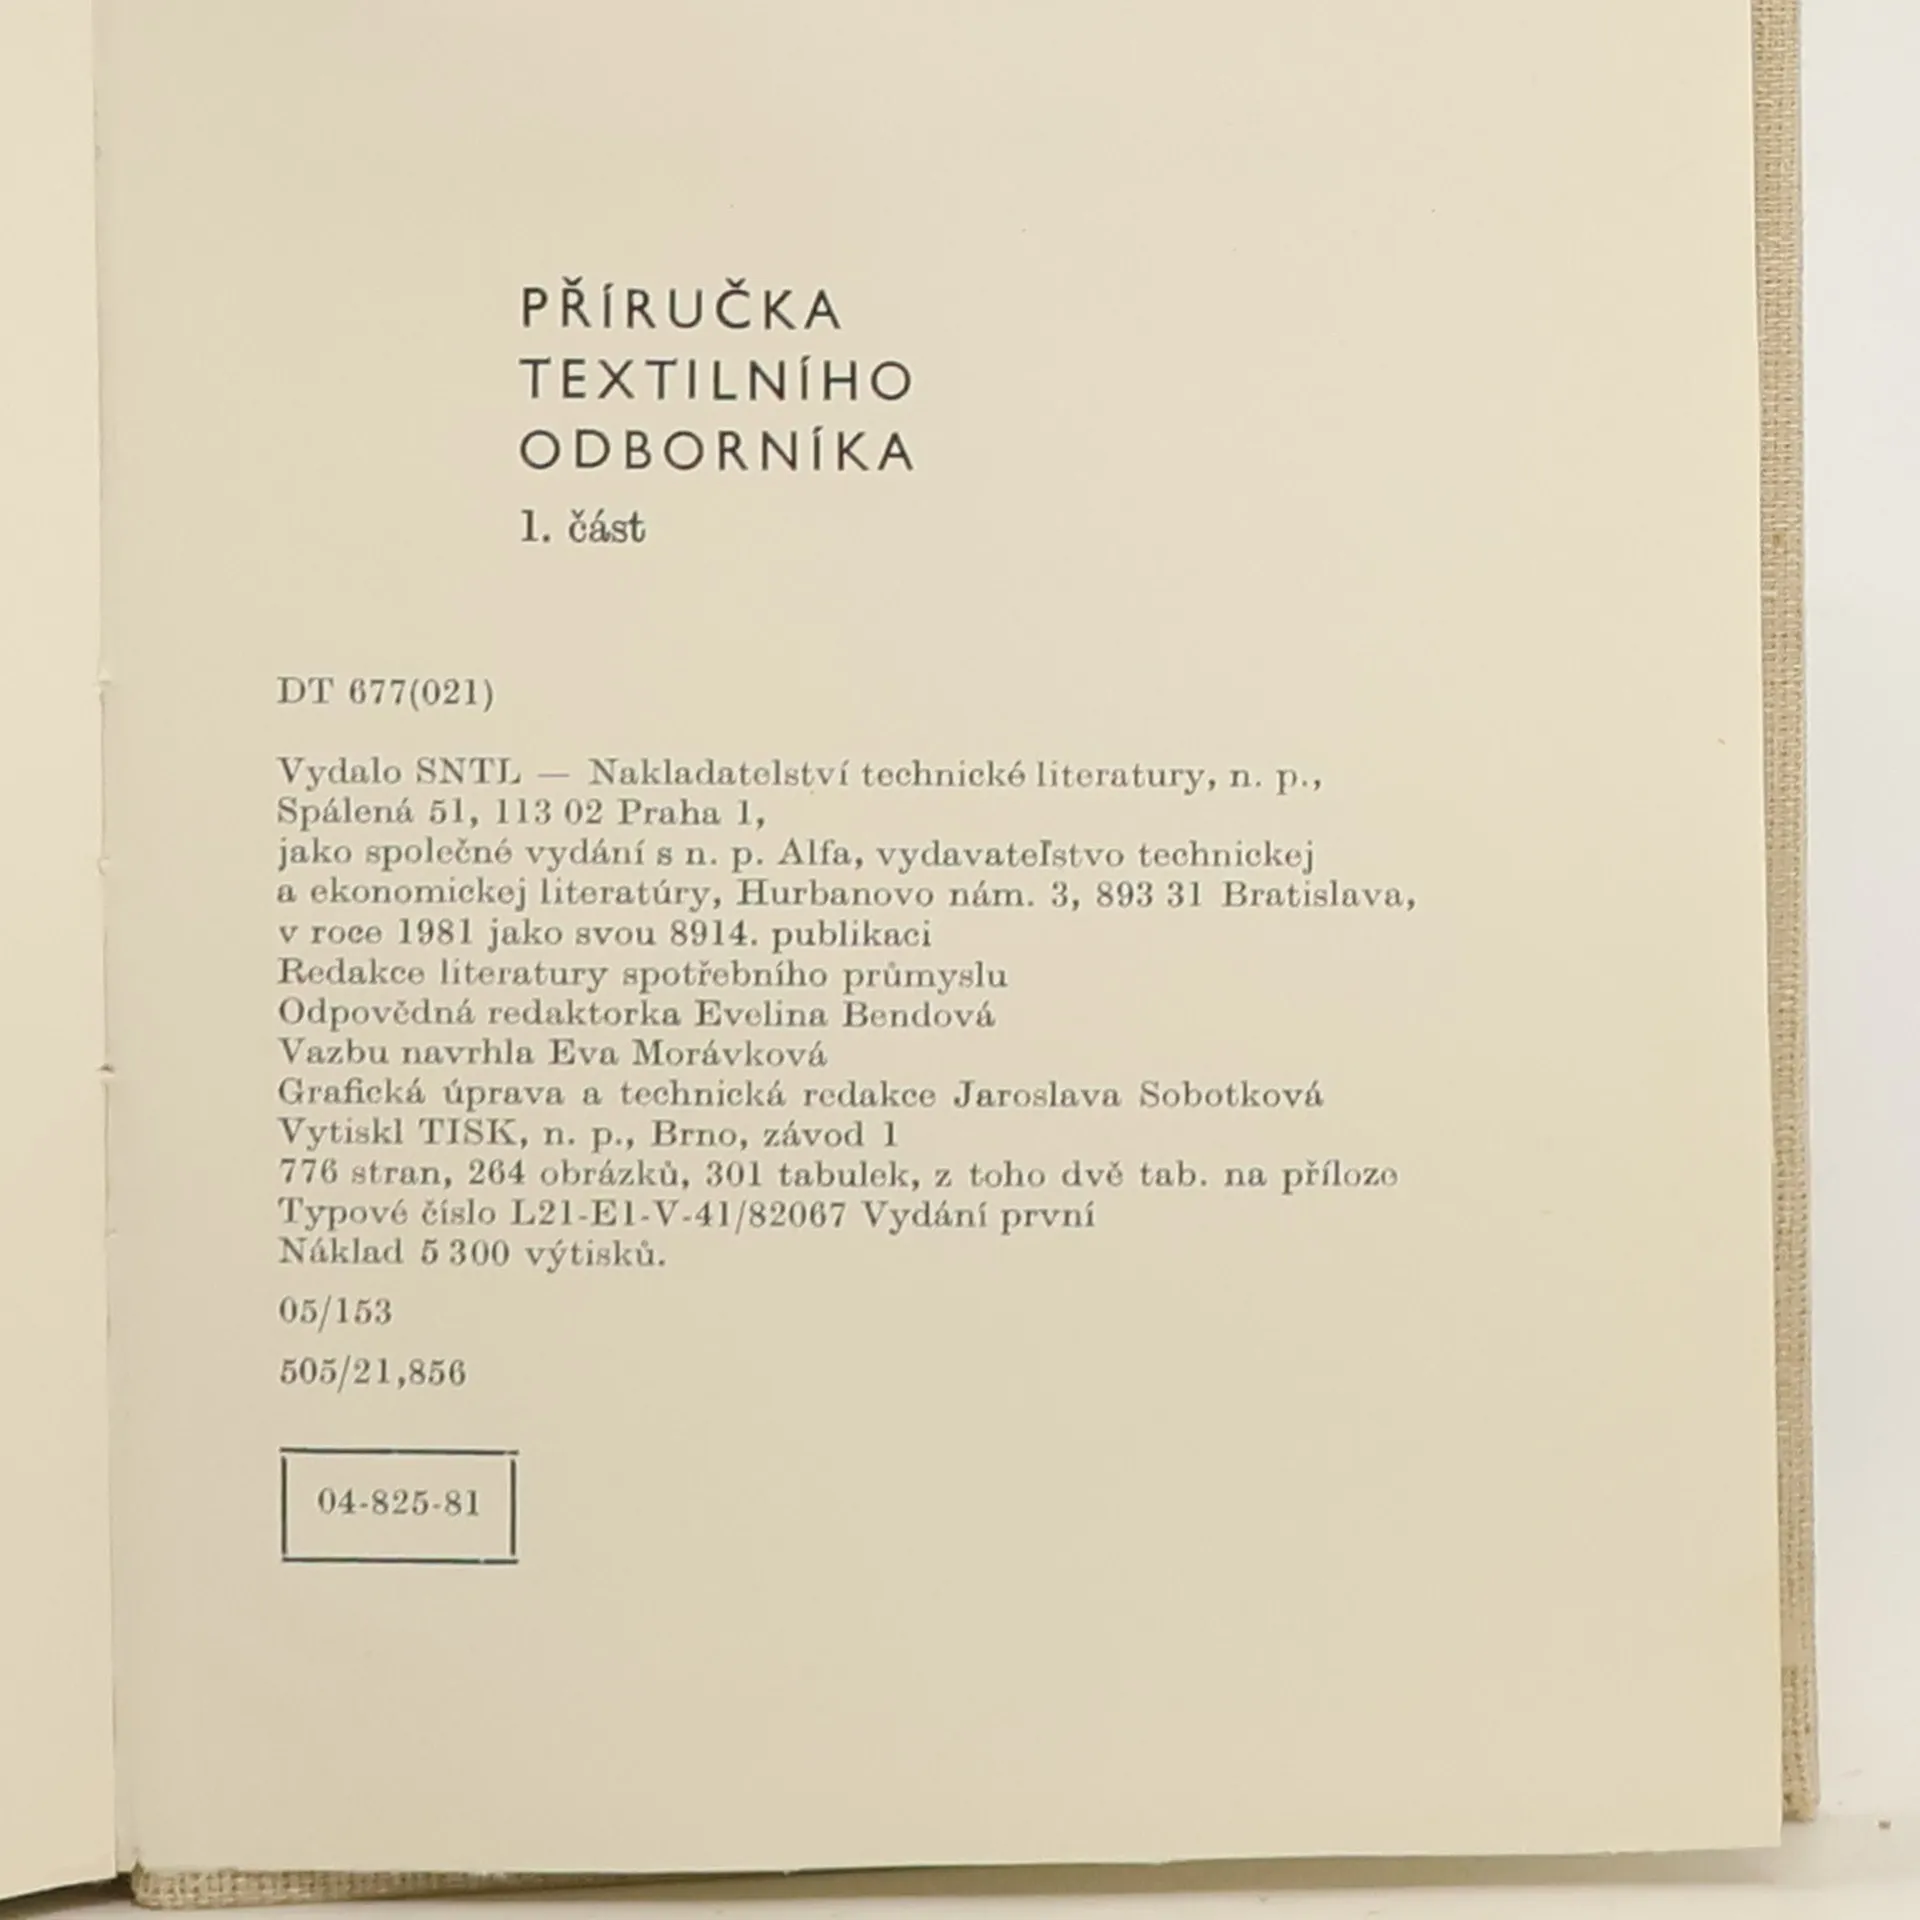 PŘÍRUČKA
TEXTILNÍHO
ODBORNÍKA
1. část
DT 677(021)
Vydalo SNTL — Nakladatelství technické literatury, n. p.,
Spálená 51, 113 02 Praha 1,
jako společné vydání s n. p. Alfa, vydavateľstvo technickej
a ekonomickej literatúry, Hurbanovo nám. 3, 893 31 Bratislava,
v roce 1981 jako svou 8914. publikaci
Redakce literatury spotřebního průmyslu
Odpovědná redaktorka Evelina Bendová
Vazbu navrhla Eva Morávková
Grafická úprava a technická redakce Jaroslava Sobotková
Vytiskl TISK, n. p., Brno, závod 1
776 stran, 264 obrázků, 301 tabulek, z toho dvě tab. na příloze
Typové číslo L21-E1-V-41/82067 Vydání první
Náklad 5 300 výtisků.
05/153
505/21,856
04-825-81